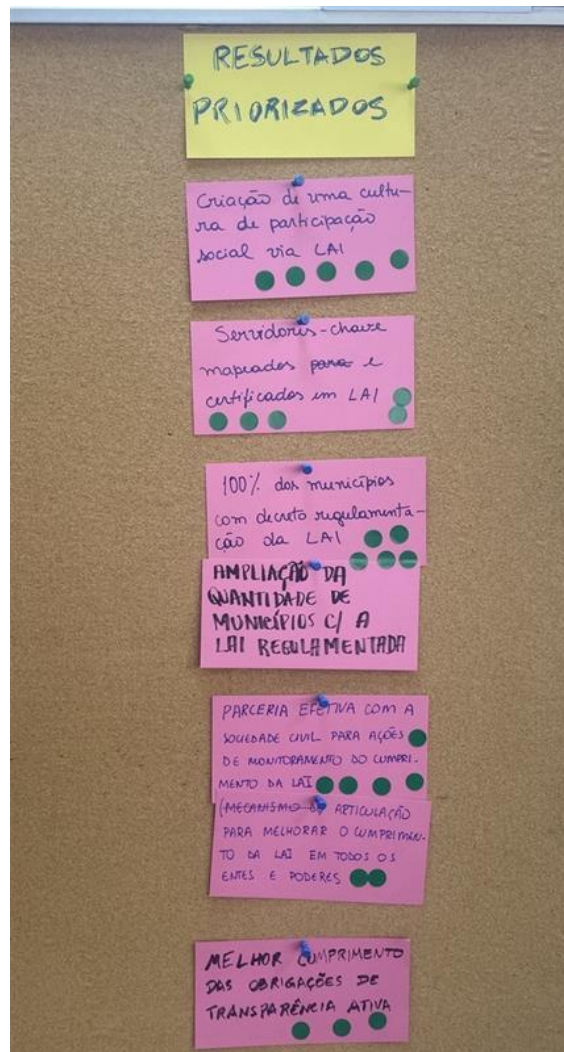 RESULTADOS
PRIORIZADOS
Criação de uma cultu-
ra de participação
social via LAI
Servidores-chave
mapeados para e
certificados em LAI
100% dos municípios
com decreto regulamenta-
ção da LAI
AMPLIAÇÃO DA
QUANTIDADE DE
MUNICÍPIOS C/ A
LAI REGULAMENTADA
PARCERIA EFETIVA COM A
SOCIEDADE CIVIL PARA AÇÕES
DE MONITORAMENTO DO CUMPRI-
MENTO DA LAI
(MECANISMO DE) ARTICULAÇÃO
PARA MELHORAR O CUMPRIMEN-
TO DA LAI EM TODOS OS
ENTES E PODERES
MELHOR CUMPRIMENTO
DAS OBRIGAÇÕES DE
TRANSPARÊNCIA ATIVA